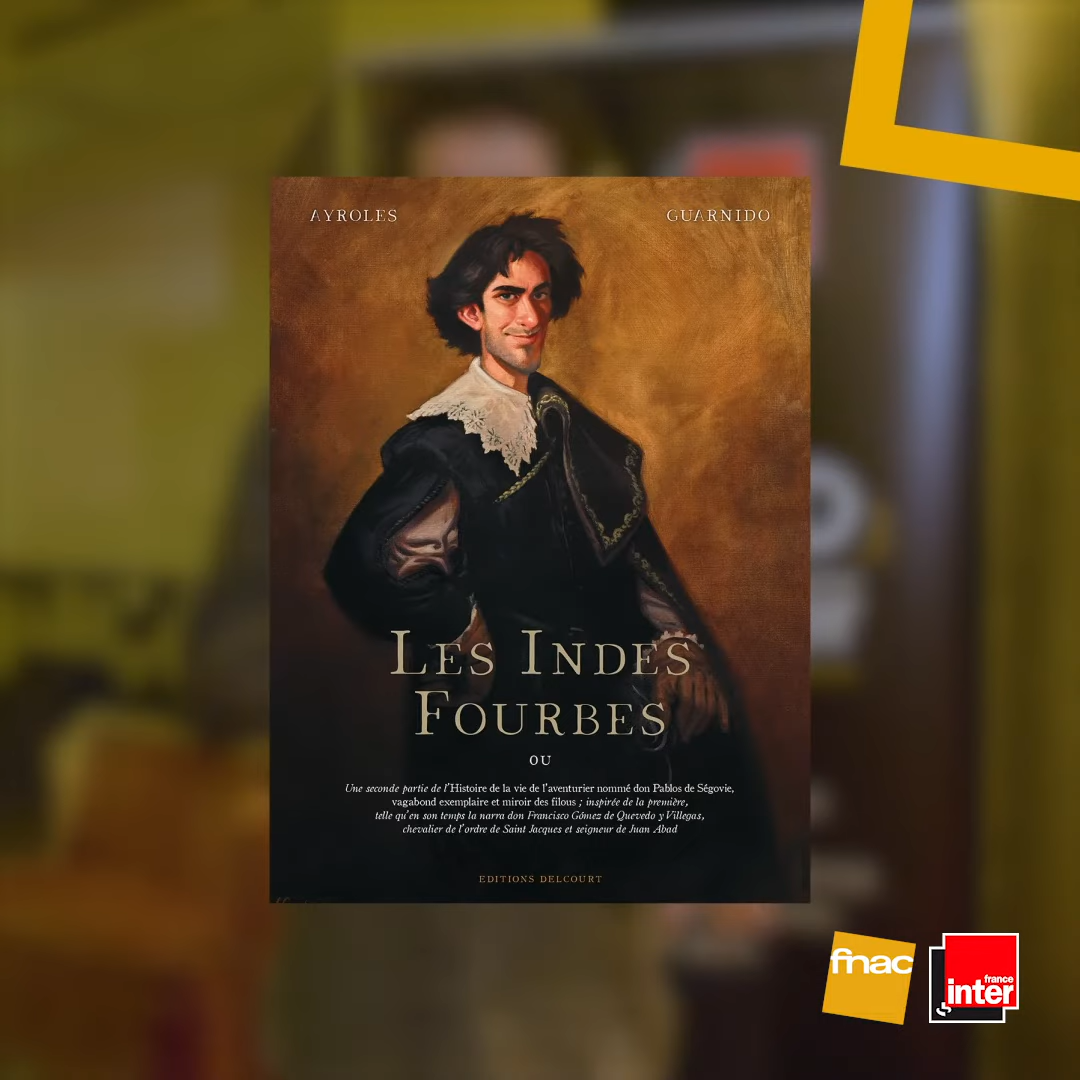 AYROLES
GUARNIDO
LES INDES
FOURBES
OU
Une seconde partie de l'Histoire de la vie de l'aventurier nommé don Pablos de Ségovie,
vagabond exemplaire et miroir des filous ; inspirée de la première,
telle qu'en son temps la narra don Francisco Gómez de Quevedo y Villegas,
chevalier de l'ordre de Saint Jacques et seigneur de Juan Abad
EDITIONS DELCOURT
fnac
france
inter